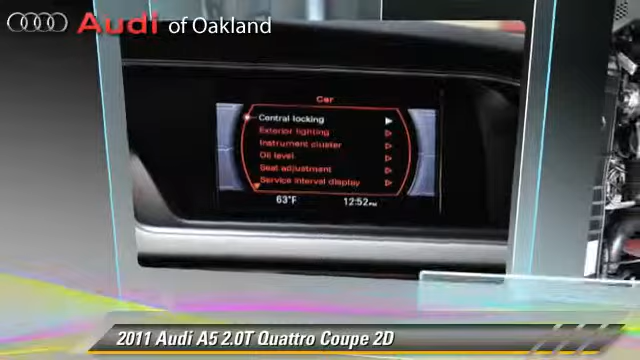 Audi of Oakland
Car
Central locking
Exterior lighting
Instrument cluster
Oil level
Seat adjustment
Service interval display
63°F 12:52PM
2011 Audi A5 2.0T Quattro Coupe 2D